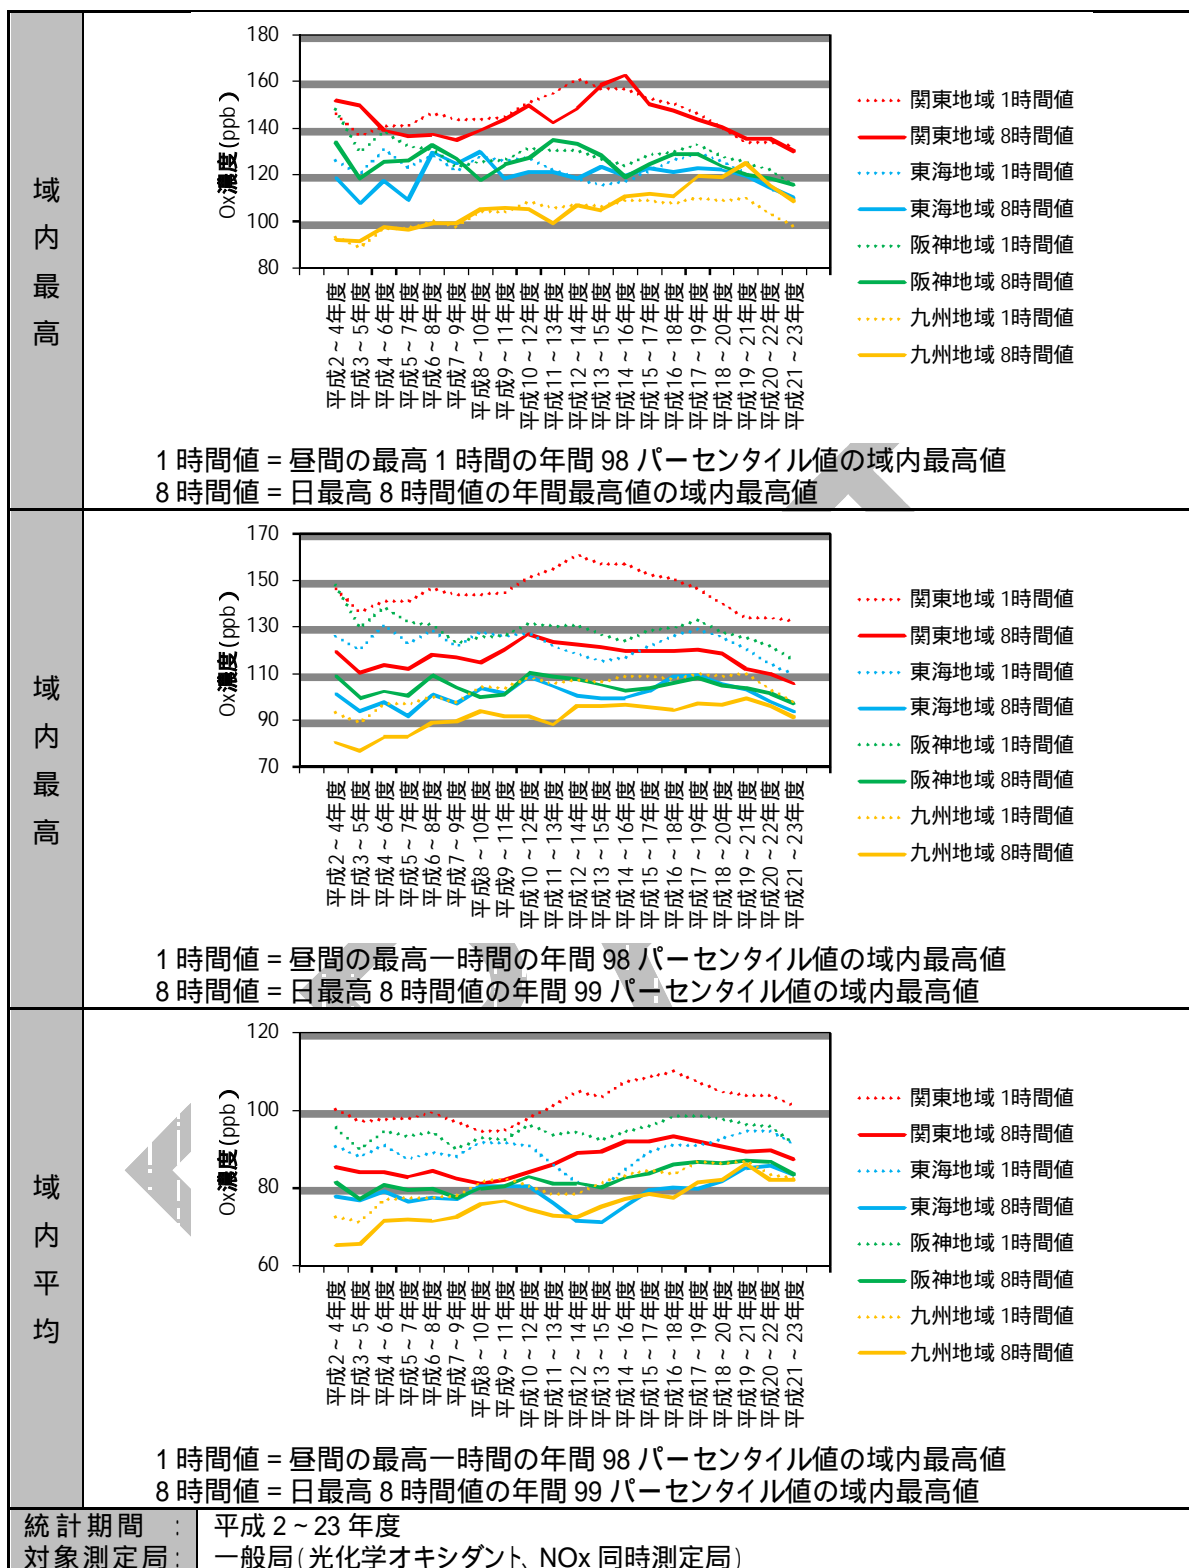 域内最高
180
160
140
120
100
80
Ox濃度(ppb)
平成2～4年度
平成3～5年度
平成4～6年度
平成5～7年度
平成6～8年度
平成7～9年度
平成8～10年度
平成9～11年度
平成10～12年度
平成11～13年度
平成12～14年度
平成13～15年度
平成14～16年度
平成15～17年度
平成16～18年度
平成17～19年度
平成18～20年度
平成19～21年度
平成20～22年度
平成21～23年度
関東地域 1時間値
関東地域 8時間値
東海地域 1時間値
東海地域 8時間値
阪神地域 1時間値
阪神地域 8時間値
九州地域 1時間値
九州地域 8時間値
1時間値＝昼間の最高1時間の年間98パーセンタイル値の域内最高値
8時間値＝日最高8時間値の年間最高値の域内最高値
域内最高
170
150
130
110
90
70
Ox濃度(ppb)
平成2～4年度
平成3～5年度
平成4～6年度
平成5～7年度
平成6～8年度
平成7～9年度
平成8～10年度
平成9～11年度
平成10～12年度
平成11～13年度
平成12～14年度
平成13～15年度
平成14～16年度
平成15～17年度
平成16～18年度
平成17～19年度
平成18～20年度
平成19～21年度
平成20～22年度
平成21～23年度
関東地域 1時間値
関東地域 8時間値
東海地域 1時間値
東海地域 8時間値
阪神地域 1時間値
阪神地域 8時間値
九州地域 1時間値
九州地域 8時間値
1時間値＝昼間の最高一時間の年間98パーセンタイル値の域内最高値
8時間値＝日最高8時間値の年間99パーセンタイル値の域内最高値
域内平均
120
100
80
60
Ox濃度(ppb)
平成2～4年度
平成3～5年度
平成4～6年度
平成5～7年度
平成6～8年度
平成7～9年度
平成8～10年度
平成9～11年度
平成10～12年度
平成11～13年度
平成12～14年度
平成13～15年度
平成14～16年度
平成15～17年度
平成16～18年度
平成17～19年度
平成18～20年度
平成19～21年度
平成20～22年度
平成21～23年度
関東地域 1時間値
関東地域 8時間値
東海地域 1時間値
東海地域 8時間値
阪神地域 1時間値
阪神地域 8時間値
九州地域 1時間値
九州地域 8時間値
1時間値＝昼間の最高一時間の年間98パーセンタイル値の域内最高値
8時間値＝日最高8時間値の年間99パーセンタイル値の域内最高値
統計期間 : 平成2～23年度
対象測定局: 一般局(光化学オキシダント、NOx同時測定局)